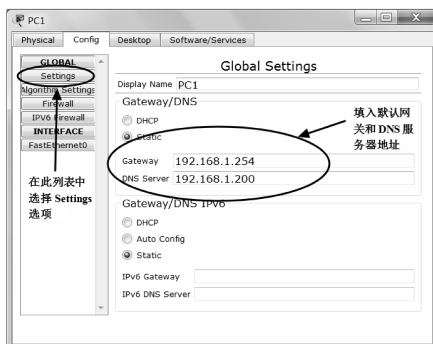 PC1
Physical Config Desktop Software/Services
GLOBAL
Settings
Algorithm Settings
Firewall
IPV6 Firewall
INTERFACE
FastEthernet0
在此列表中
选择 Settings
选项
Global Settings
Display Name PC1
Gateway/DNS
DHCP
Static
Gateway 192.168.1.254
DNS Server 192.168.1.200
填入默认网
关和 DNS 服
务器地址
Gateway/DNS IPv6
DHCP
Auto Config
Static
IPv6 Gateway
IPv6 DNS Server